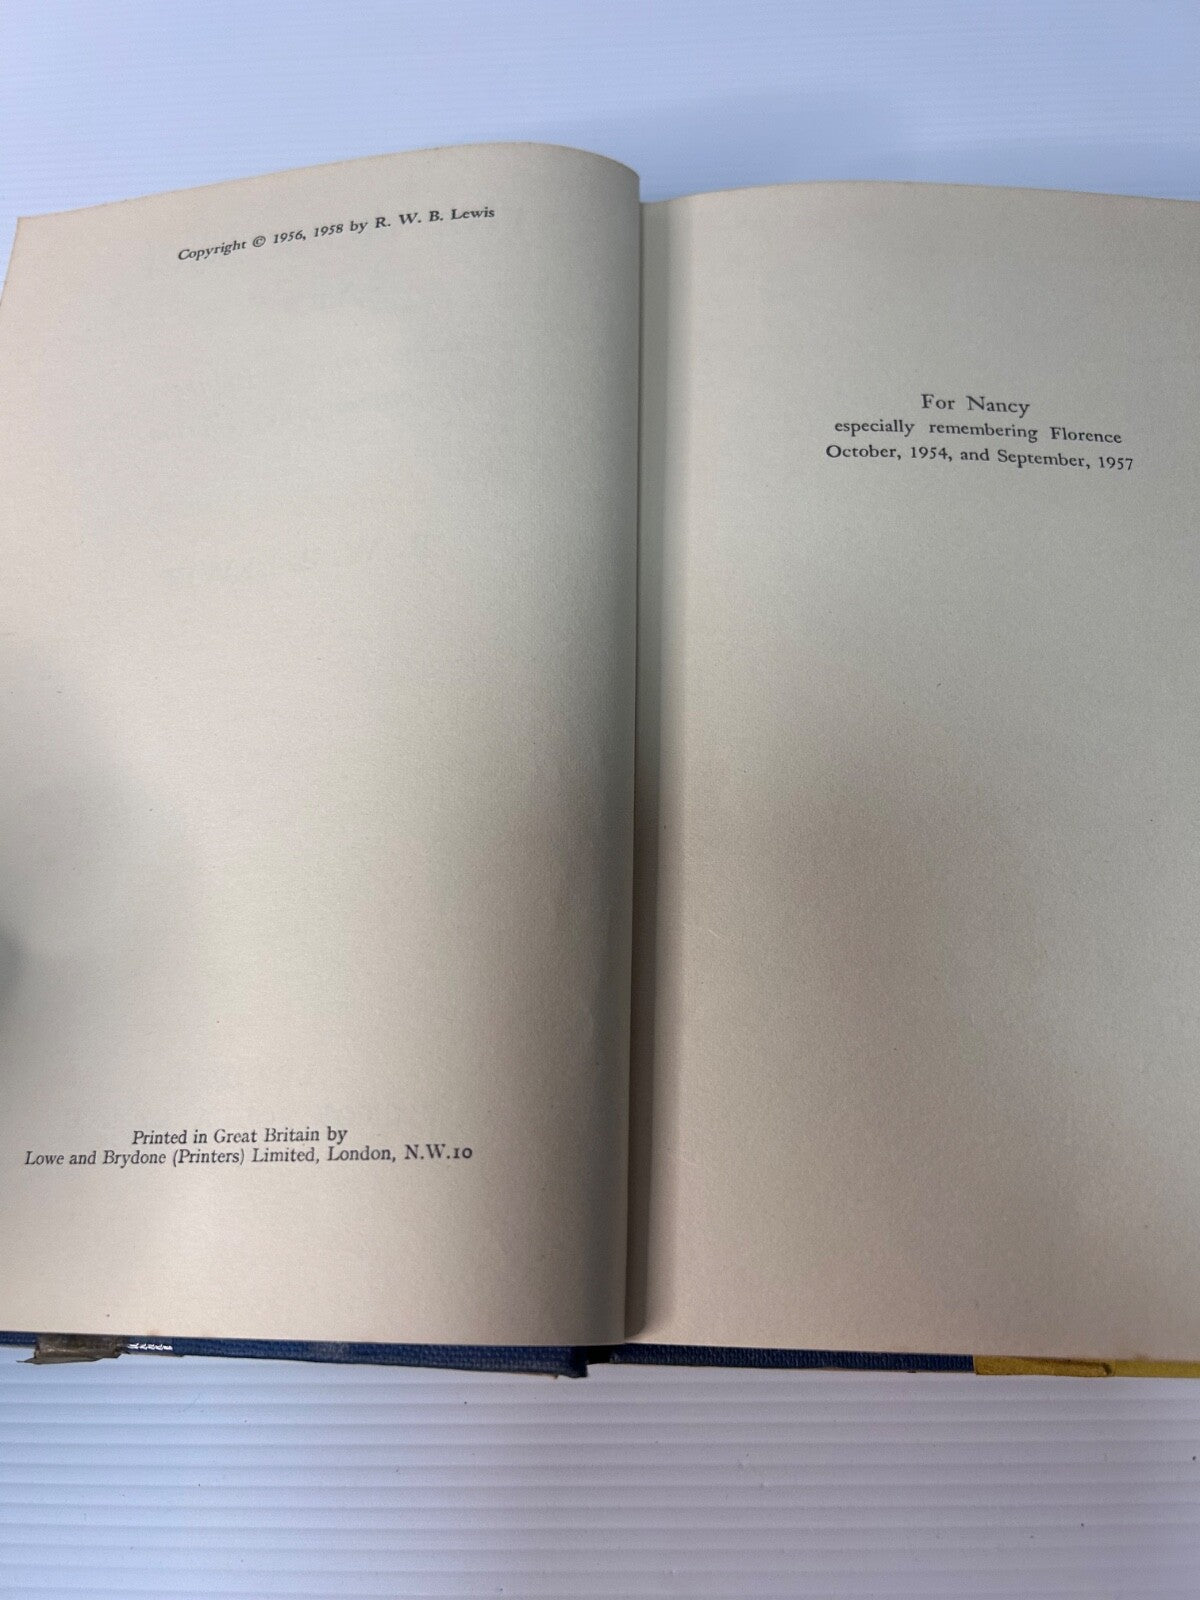 Copyright © 1956, 1958 by R. W. B. Lewis
Printed in Great Britain by
Lowe and Brydone (Printers) Limited, London, N.W.10
For Nancy
especially remembering Florence
October, 1954, and September, 1957